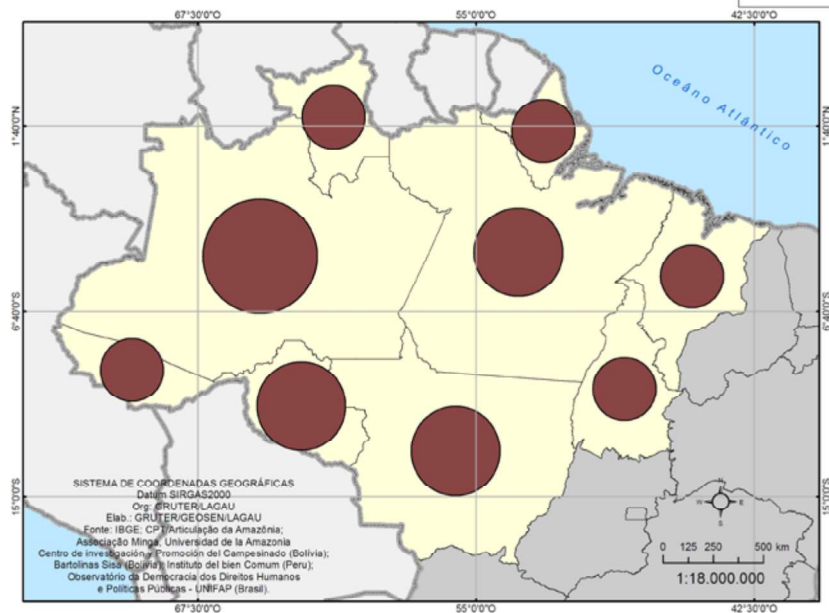 67°30'0"O 55°0'0"O 42°30'0"O
Oceâno Atlântico
1°40'0"N 1°40'0"N
6°40'0"S 6°40'0"S
15°0'0"S 15°0'0"S
SISTEMA DE COORDENADAS GEOGRÁFICAS
Datum SIRGAS2000
Org: GRUTER/LAGAU
Elab.: GRUTER/GEOSEN/LAGAU
Fonte: IBGE; CPT/Articulação da Amazônia;
Associação Minga, Universidad de la Amazonia
Centro de investigación y Promoción del Campesinado (Bolívia);
Bartolinas Sisa (Bolívia) Instituto del bien Comum (Peru);
Observatório da Democracia dos Direitos Humanos
e Políticas Públicas - UNIFAP (Brasil).
N
W E
S
0 125 250 500 km
1:18.000.000
67°30'0"O 55°0'0"O 42°30'0"O